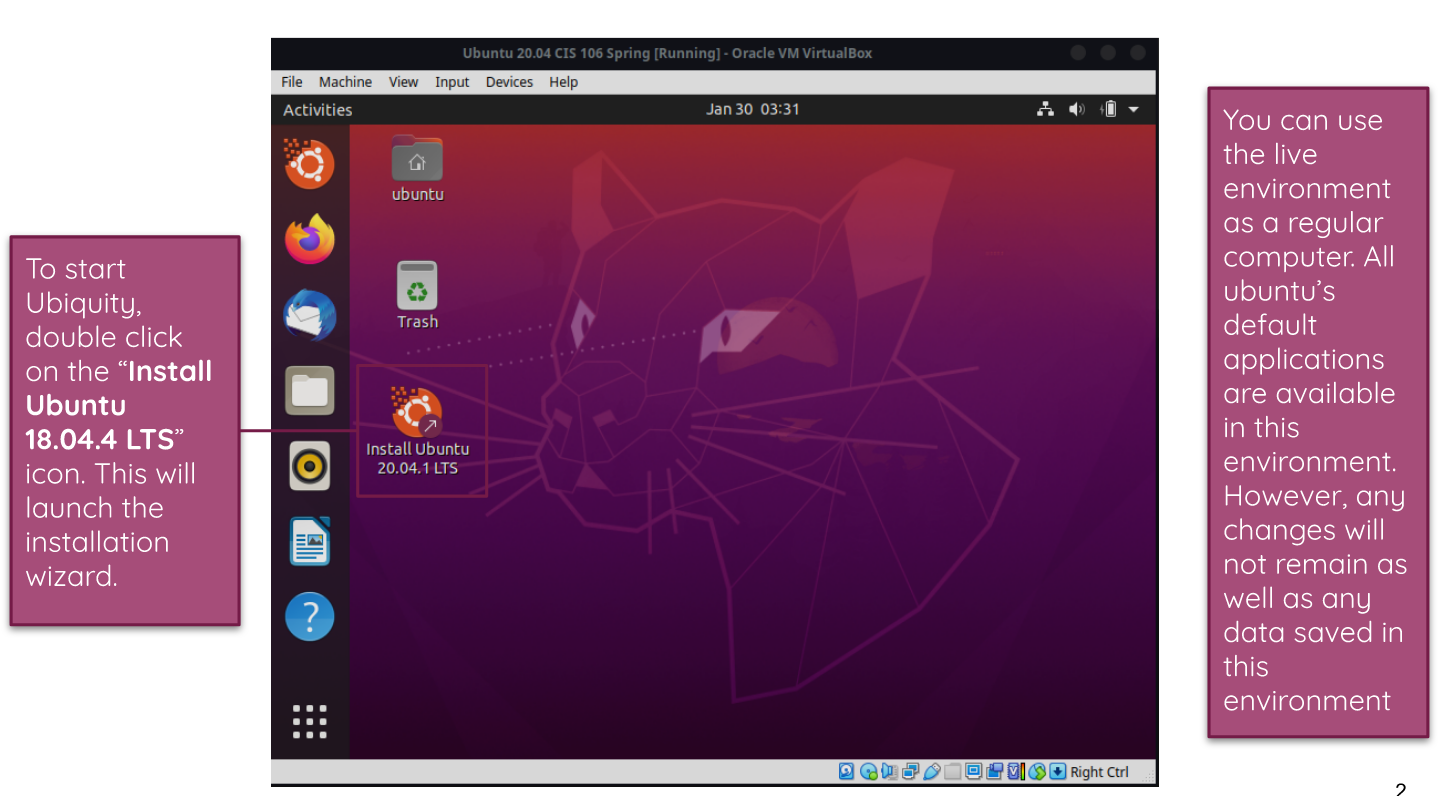 Ubuntu 20.04 CIS 106 Spring [Running] - Oracle VM VirtualBox
File Machine View Input Devices Help
Activities
Jan 30 03:31
ubuntu
Trash
Install Ubuntu
20.04.1 LTS
?
Right Ctrl
To start
Ubiquity,
double click
on the “Install
Ubuntu
18.04.4 LTS”
icon. This will
launch the
installation
wizard.
You can use
the live
environment
as a regular
computer. All
ubuntu’s
default
applications
are available
in this
environment.
However, any
changes will
not remain as
well as any
data saved in
this
environment
2